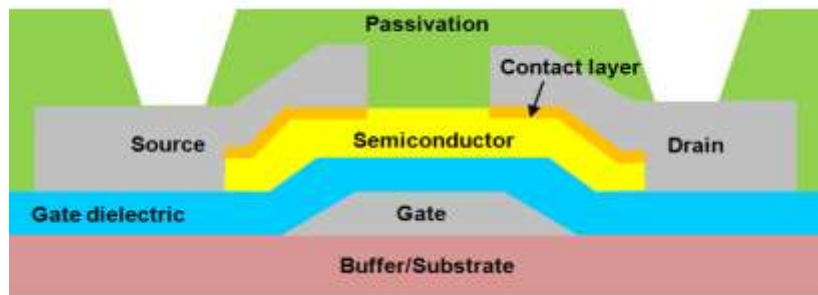 Passivation
Contact layer
Source
Semiconductor
Drain
Gate dielectric
Gate
Buffer/Substrate